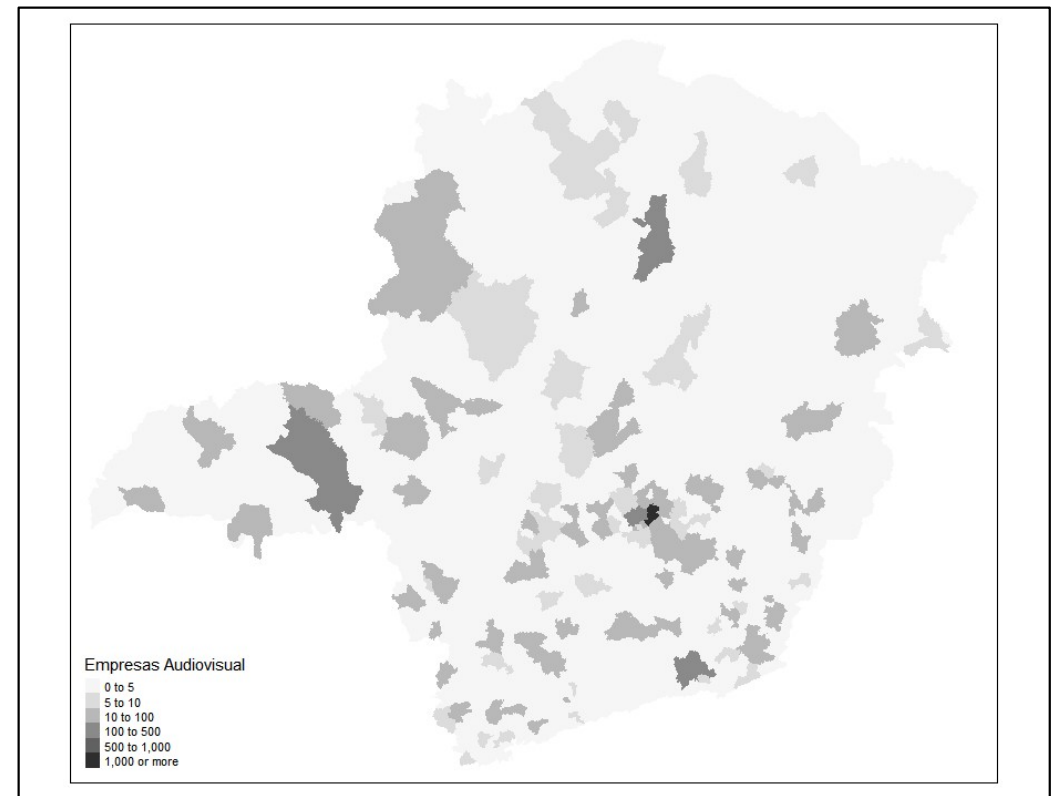 Empresas Audiovisual
0 to 5
5 to 10
10 to 100
100 to 500
500 to 1,000
1,000 or more